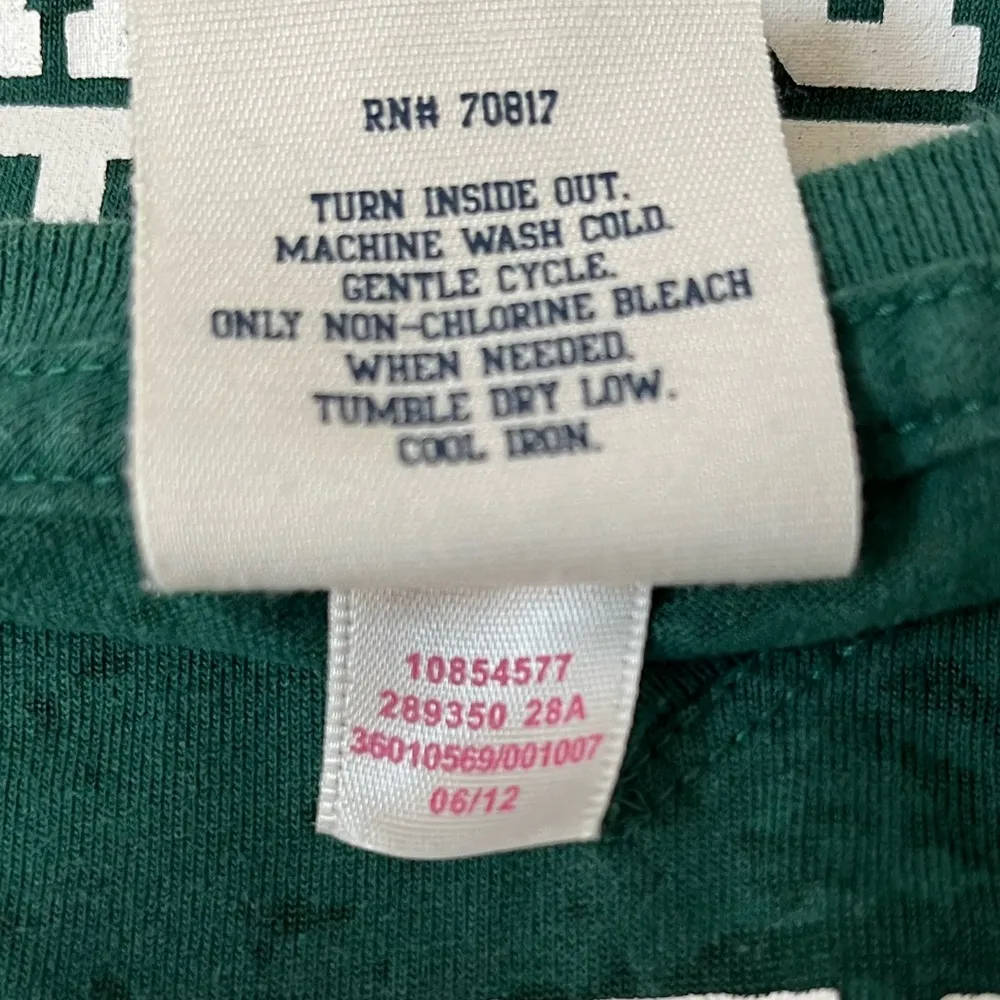 RN# 70817
TURN INSIDE OUT.
MACHINE WASH COLD.
GENTLE CYCLE.
ONLY NON-CHLORINE BLEACH
WHEN NEEDED.
TUMBLE DRY LOW.
COOL IRON.
10854577
289350 28A
36010569/001007
06/12